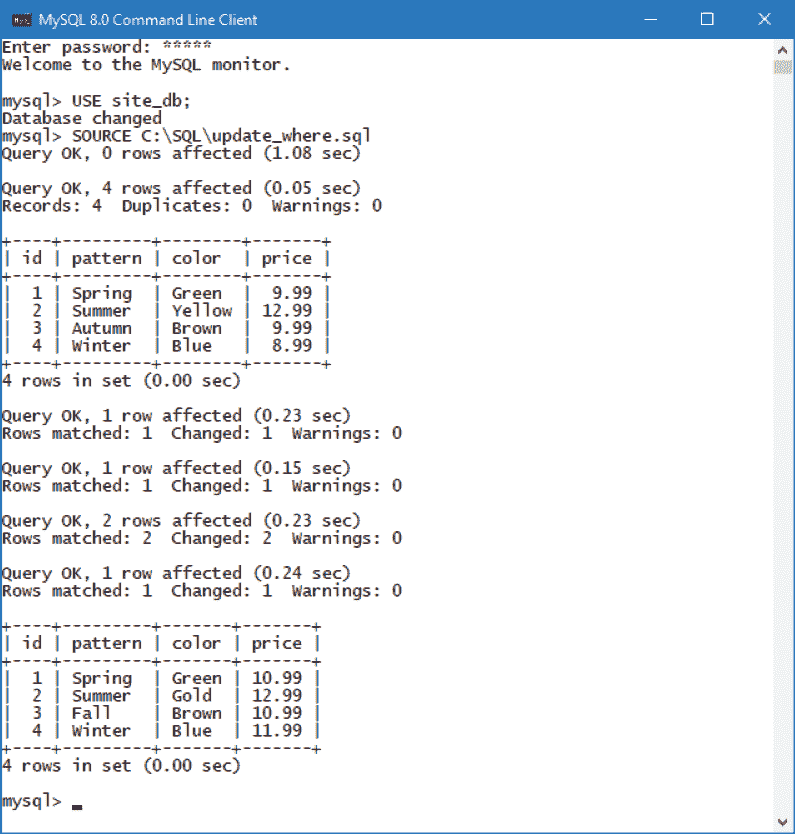 MySQL 8.0 Command Line Client
Enter password: *****
Welcome to the MySQL monitor.
mysql> USE site_db;
Database changed
mysql> SOURCE C:\SQL\update_where.sql
Query OK, 0 rows affected (1.08 sec)
Query OK, 4 rows affected (0.05 sec)
Records: 4  Duplicates: 0  Warnings: 0
+----+---------+--------+-------+
| id | pattern | color  | price |
+----+---------+--------+-------+
|  1 | Spring  | Green  |  9.99 |
|  2 | Summer  | Yellow | 12.99 |
|  3 | Autumn  | Brown  |  9.99 |
|  4 | Winter  | Blue   |  8.99 |
+----+---------+--------+-------+
4 rows in set (0.00 sec)
Query OK, 1 row affected (0.23 sec)
Rows matched: 1  Changed: 1  Warnings: 0
Query OK, 1 row affected (0.15 sec)
Rows matched: 1  Changed: 1  Warnings: 0
Query OK, 2 rows affected (0.23 sec)
Rows matched: 2  Changed: 2  Warnings: 0
Query OK, 1 row affected (0.24 sec)
Rows matched: 1  Changed: 1  Warnings: 0
+----+---------+-------+-------+
| id | pattern | color | price |
+----+---------+-------+-------+
|  1 | Spring  | Green | 10.99 |
|  2 | Summer  | Gold  | 12.99 |
|  3 | Fall    | Brown | 10.99 |
|  4 | Winter  | Blue  | 11.99 |
+----+---------+-------+-------+
4 rows in set (0.00 sec)
mysql> _